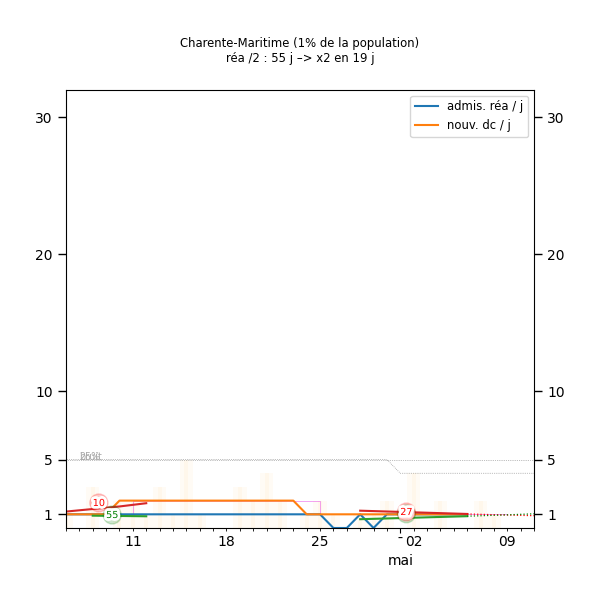 Charente-Maritime (1% de la population)
réa /2 : 55 j –> x2 en 19 j
admis. réa / j
nouv. dc / j
30 30
20 20
10 10
5 5
10
55
27
1 1
11 18 25 - 02 09
mai